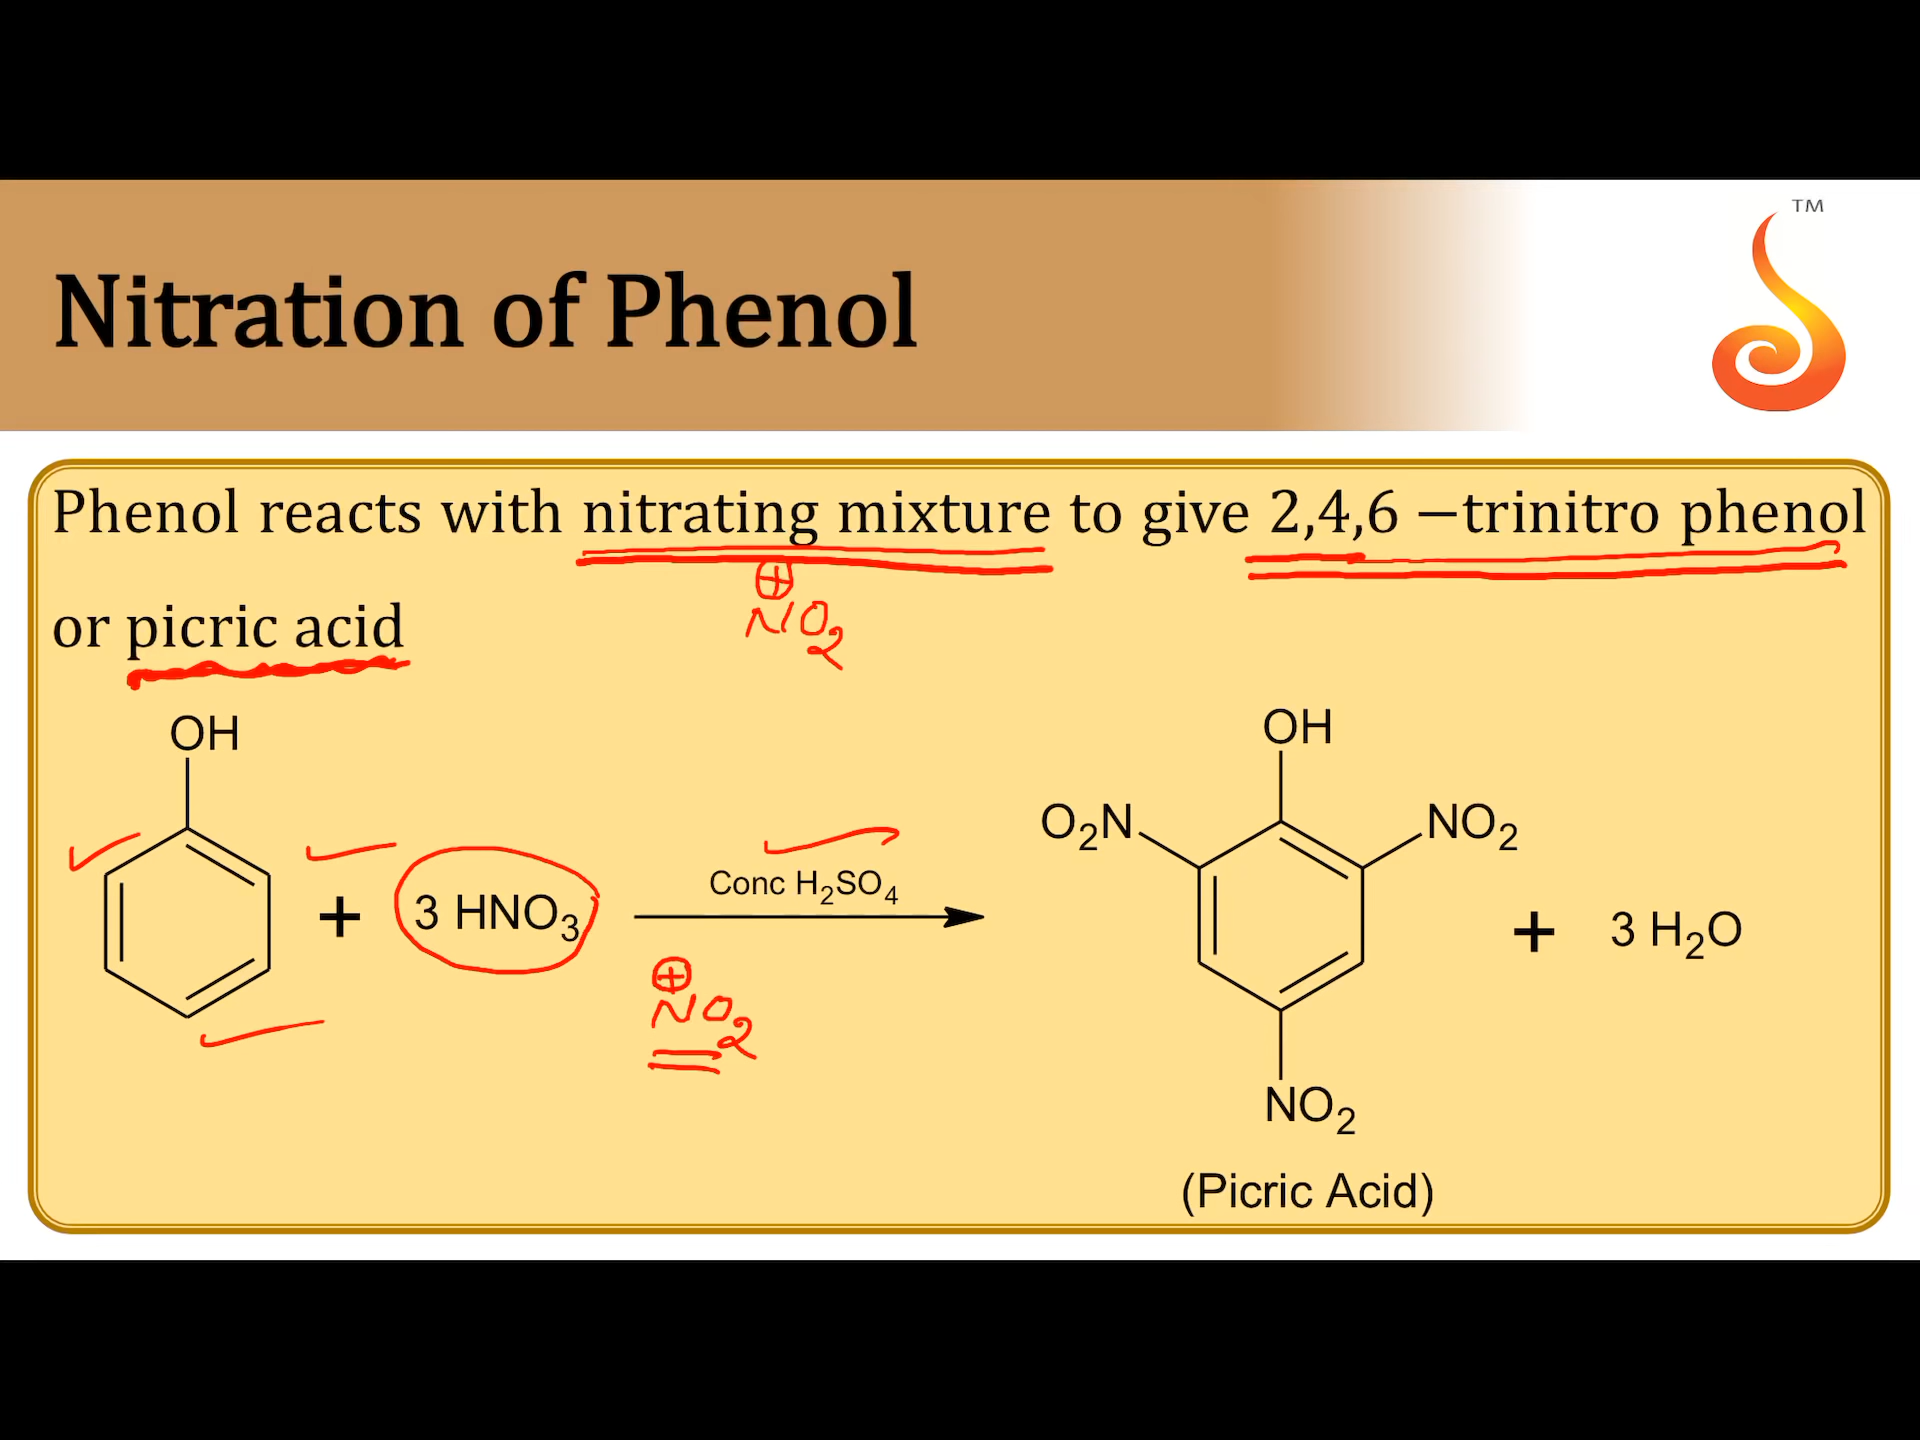 TM
Nitration of Phenol
Phenol reacts with nitrating mixture to give 2,4,6 −trinitro phenol
⊕
NO₂
or picric acid
OH
OH
O₂N
NO₂
+
3 HNO₃
Conc H₂SO₄
+
3 H₂O
⊕
NO₂
NO₂
(Picric Acid)